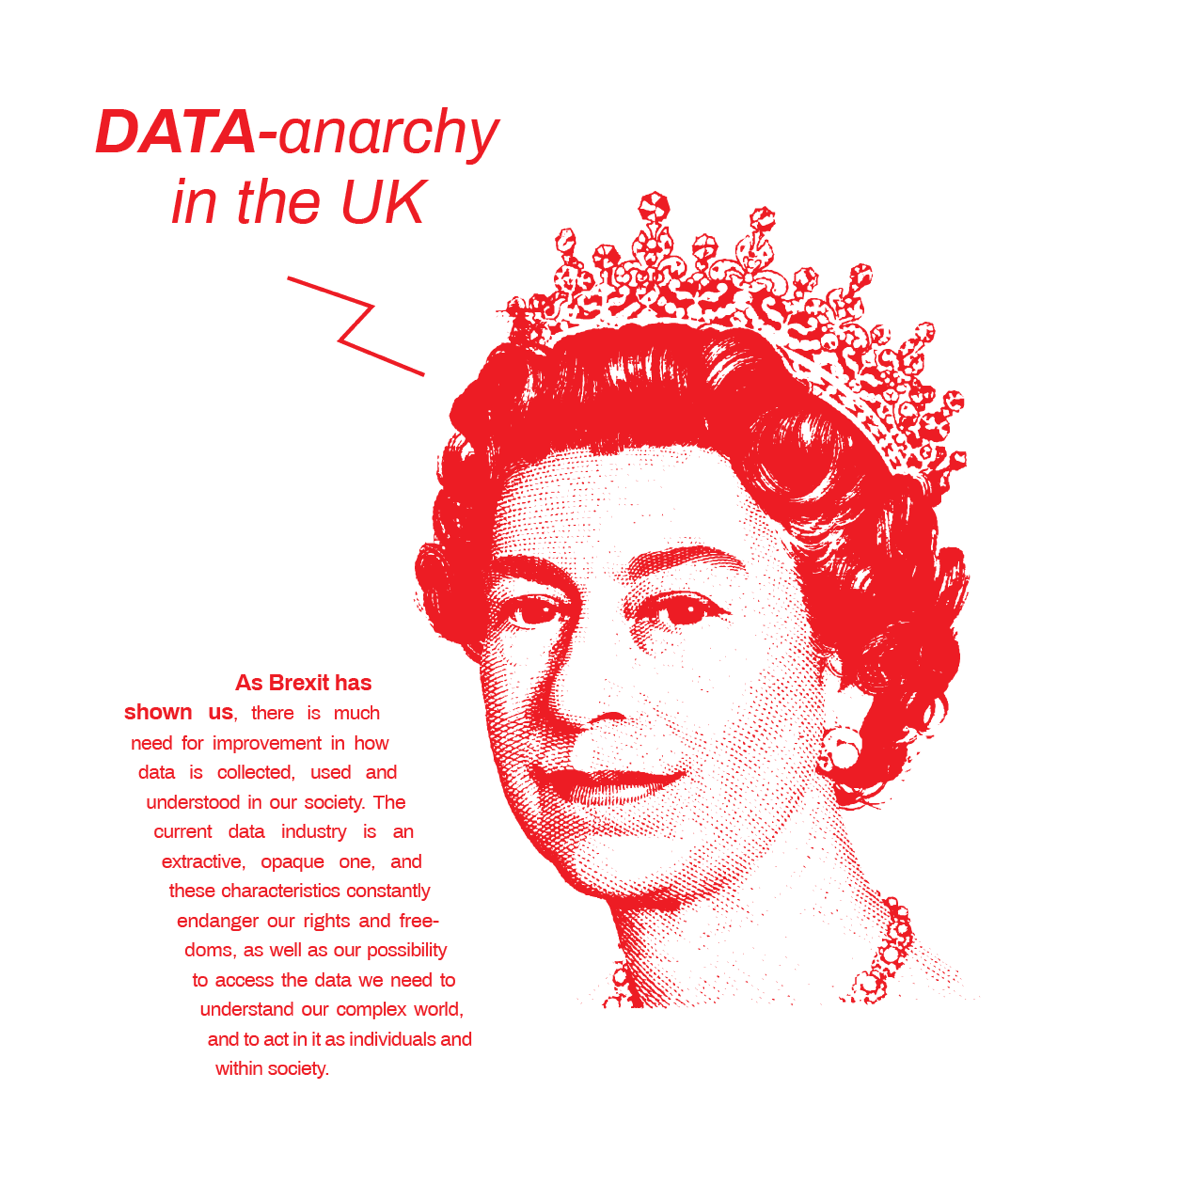 DATA-anarchy
in the UK
As Brexit has
shown us, there is much
need for improvement in how
data is collected, used and
understood in our society. The
current data industry is an
extractive, opaque one, and
these characteristics constantly
endanger our rights and free-
doms, as well as our possibility
to access the data we need to
understand our complex world,
and to act in it as individuals and
within society.